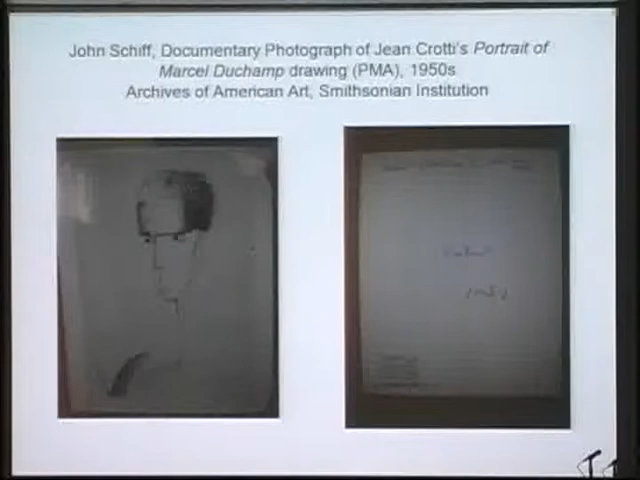 John Schiff, Documentary Photograph of Jean Crotti's Portrait of
Marcel Duchamp drawing (PMA), 1950s
Archives of American Art, Smithsonian Institution